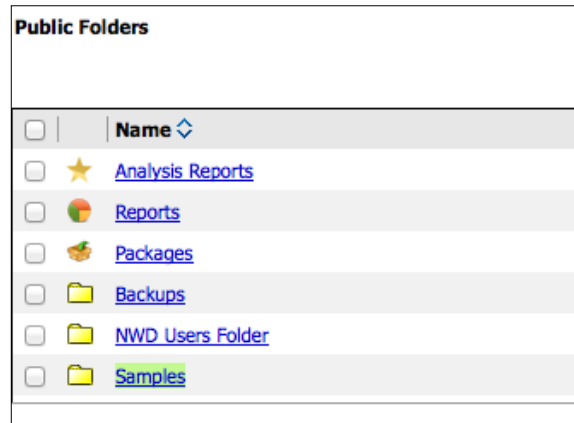 Public Folders
Name
Analysis Reports
Reports
Packages
Backups
NWD Users Folder
Samples